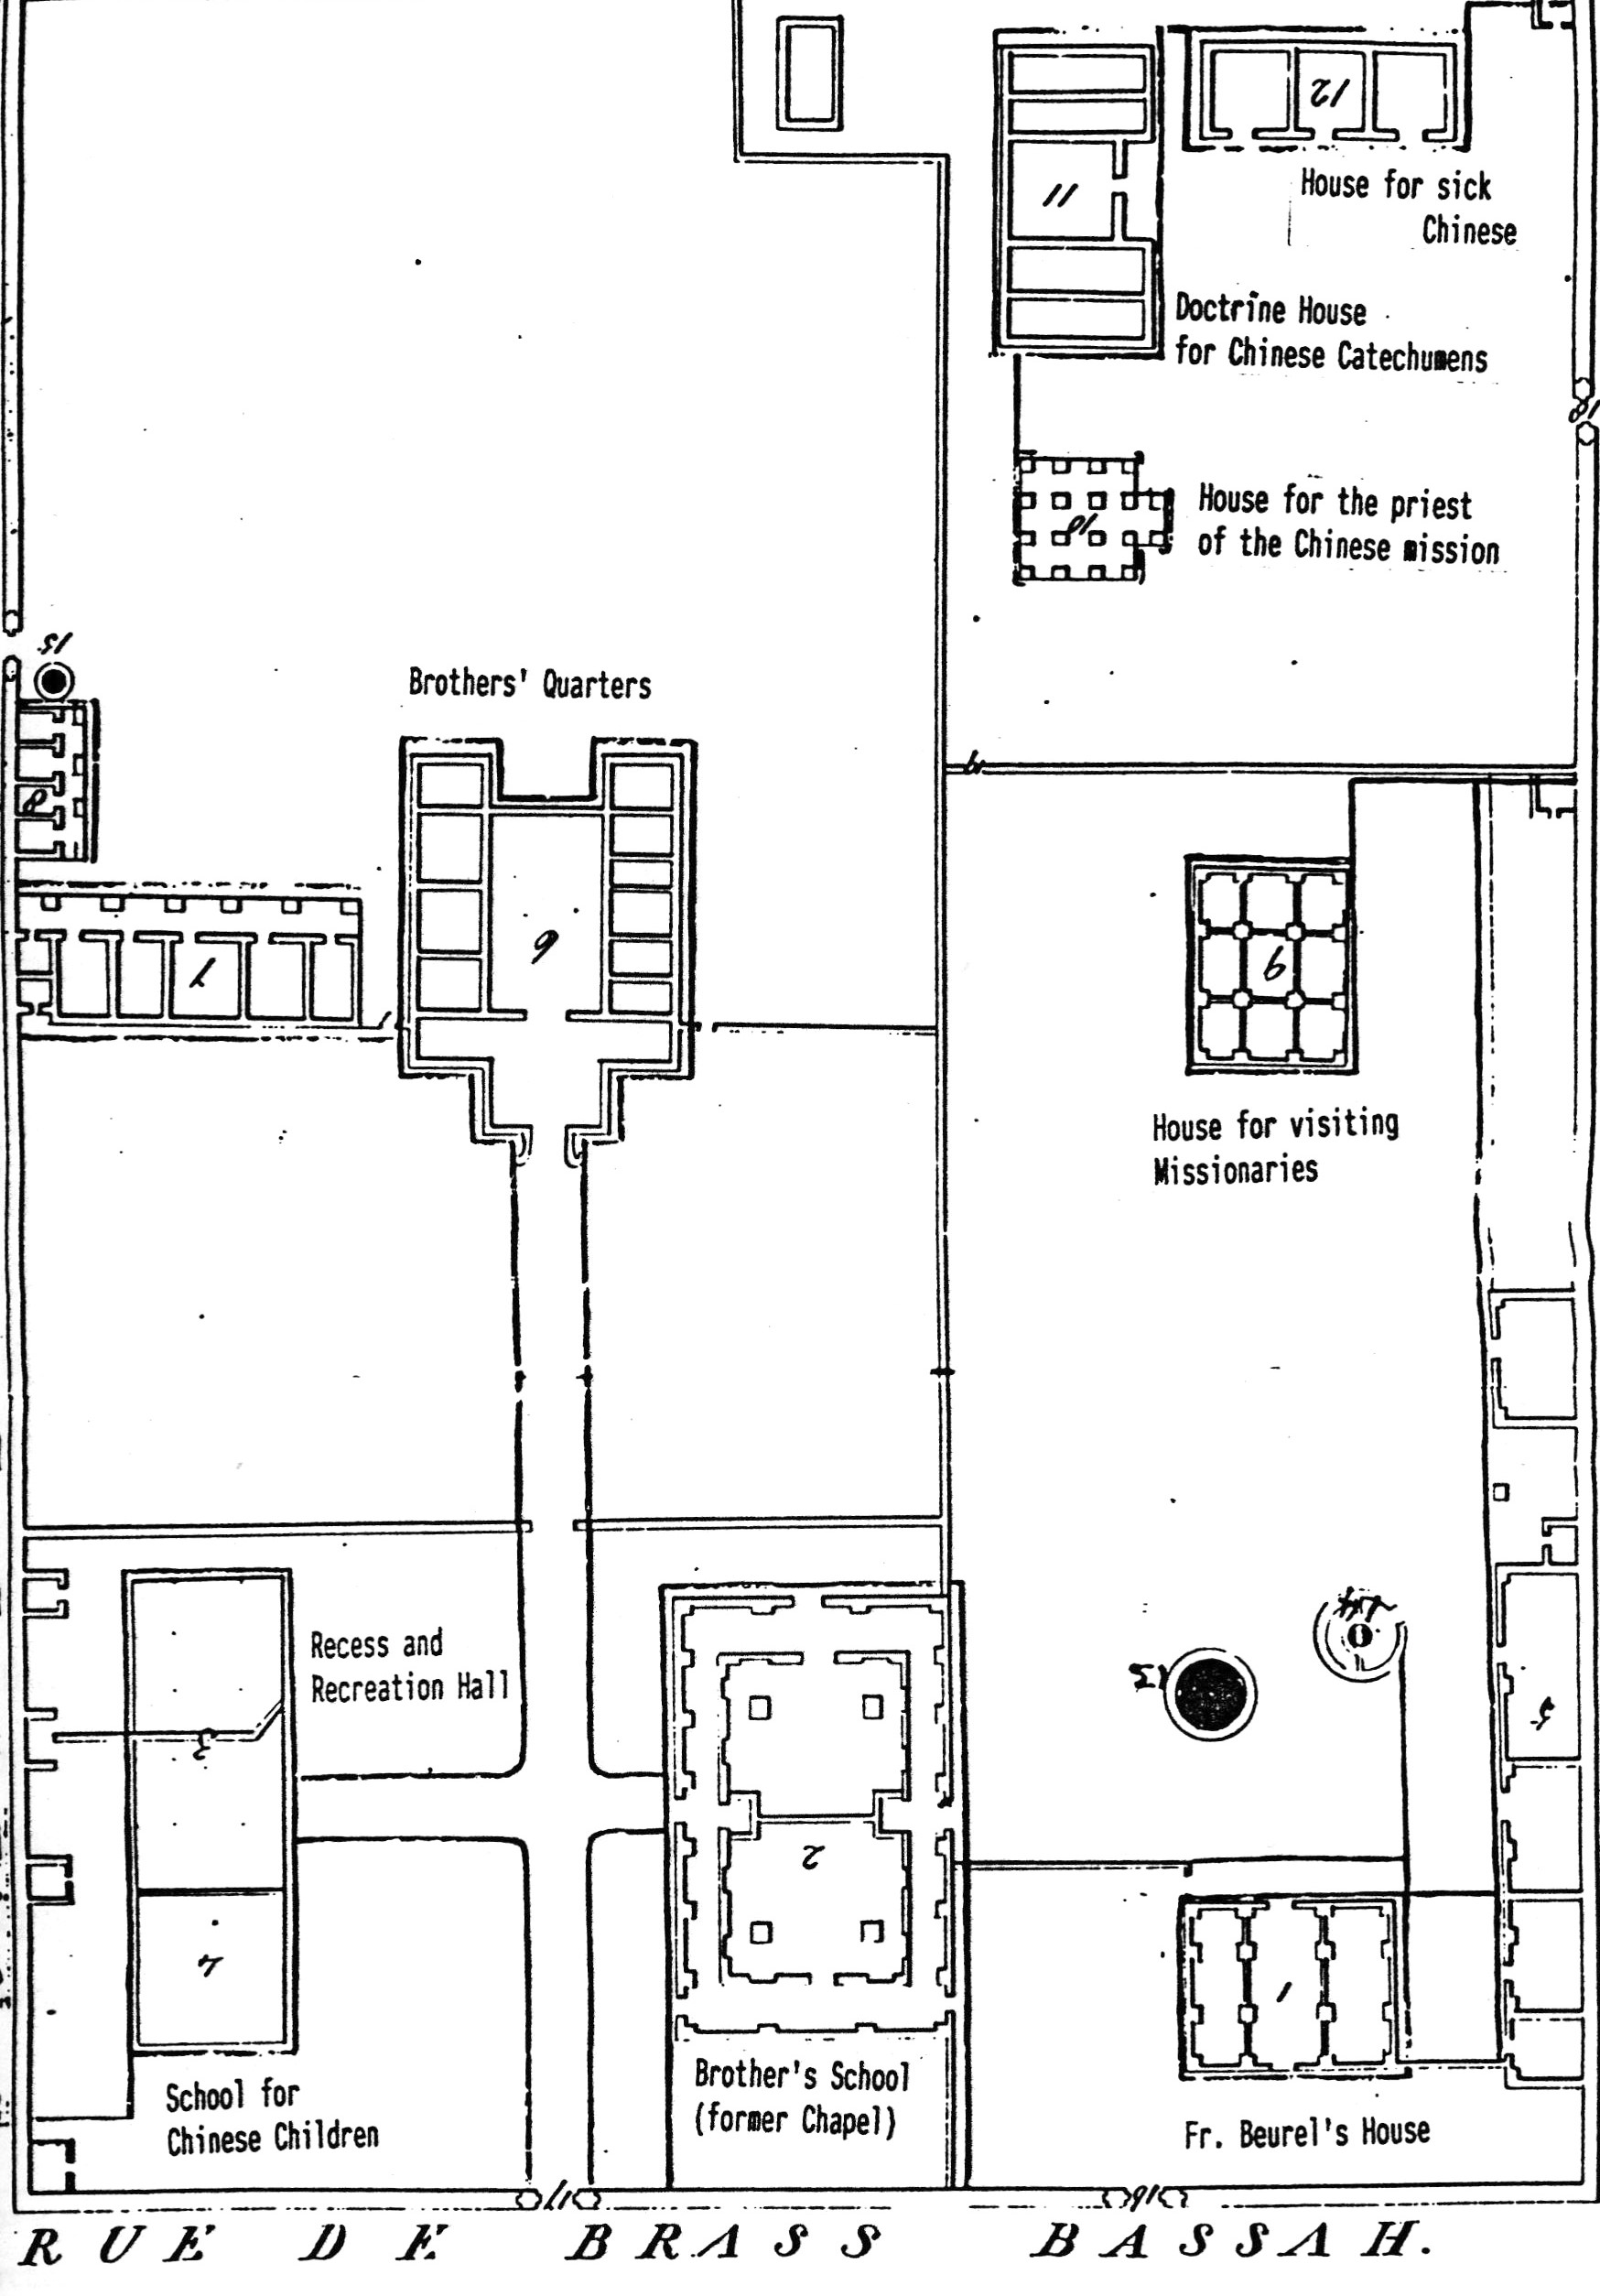 12
House for sick
Chinese
11
Doctrine House
for Chinese Catechumens
18
House for the priest
of the Chinese mission
15
Brothers' Quarters
8
7
6
9
House for visiting
Missionaries
Recess and
Recreation Hall
3
4
School for
Chinese Children
2
Brother's School
(former Chapel)
13
14
5
1
Fr. Beurel's House
17
16
RUE DE BRASS BASSAH.